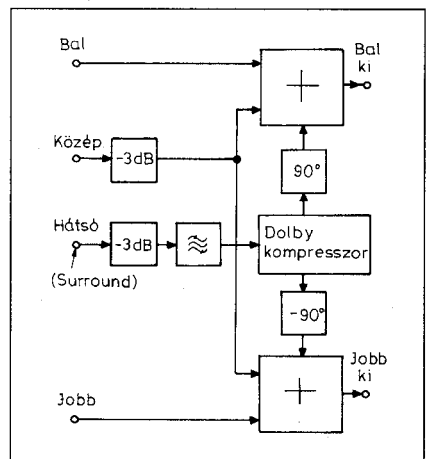 Bal
Bal
ki
+
Közép
-3dB
90°
Hátsó
-3dB
(Surround)
Dolby
kompresszor
-90°
Jobb
ki
+
Jobb